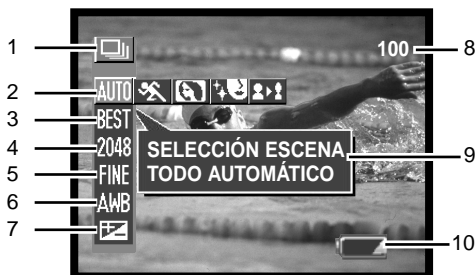 1
100
8
2
AUTO
3
BEST
4
2048
SELECCIÓN ESCENA
TODO AUTOMÁTICO
9
5
FINE
6
AWB
7
10